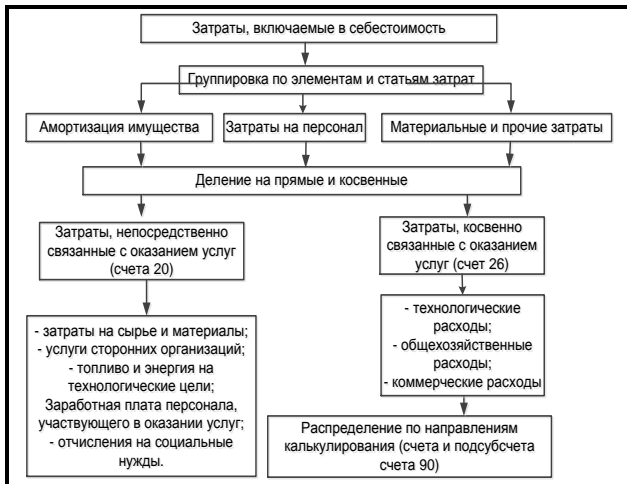 Затраты, включаемые в себестоимость
Группировка по элементам и статьям затрат
Амортизация имущества
Затраты на персонал
Материальные и прочие затраты
Деление на прямые и косвенные
Затраты, непосредственно
связанные с оказанием услуг
(счета 20)
Затраты, косвенно
связанные с оказанием
услуг (счет 26)
- затраты на сырье и материалы;
- услуги сторонних организаций;
- топливо и энергия на
технологические цели;
Заработная плата персонала,
участвующего в оказании услуг;
- отчисления на социальные
нужды.
- технологические
расходы;
- общехозяйственные
расходы;
- коммерческие расходы
Распределение по направлениям
калькулирования (счета и подсубсчета
счета 90)